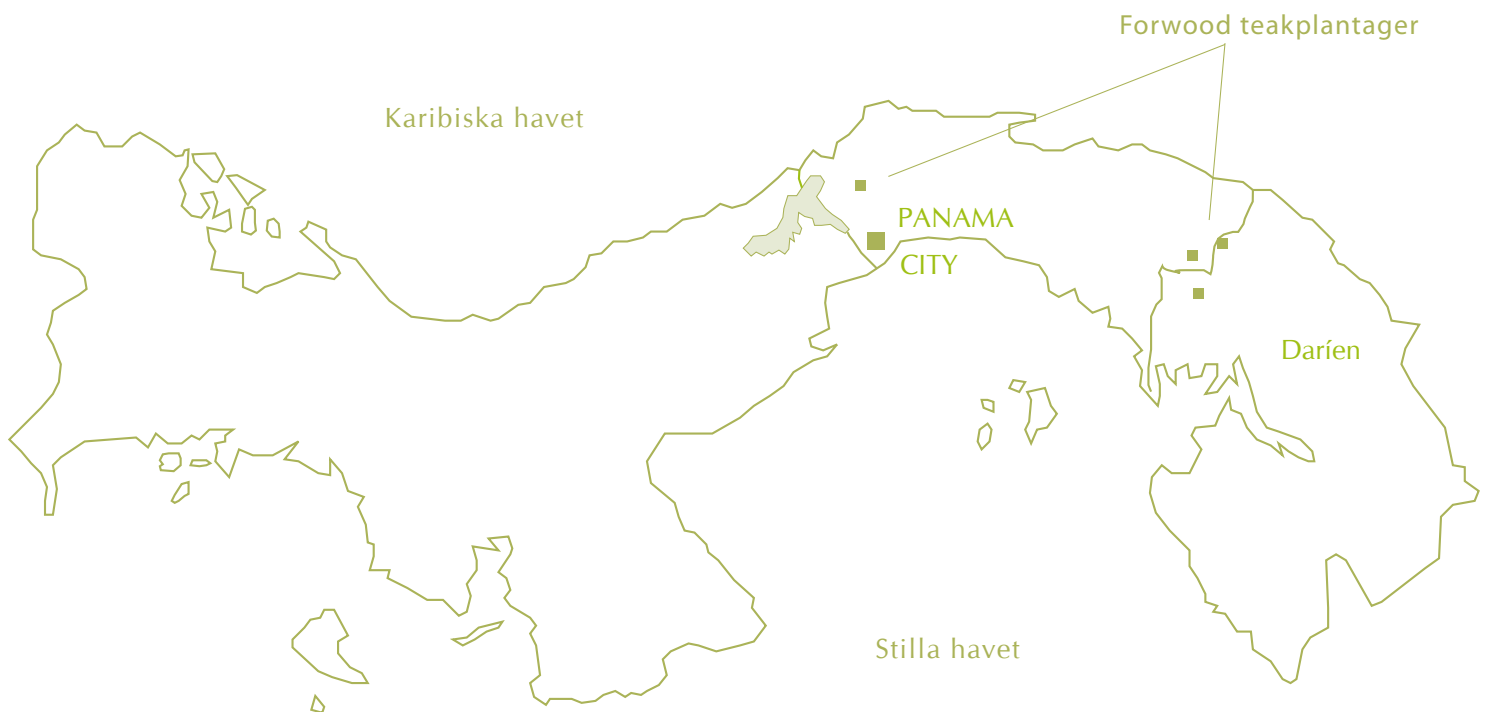 Forwood teakplantager
Karibiska havet
PANAMA
CITY
Daríen
Stilla havet